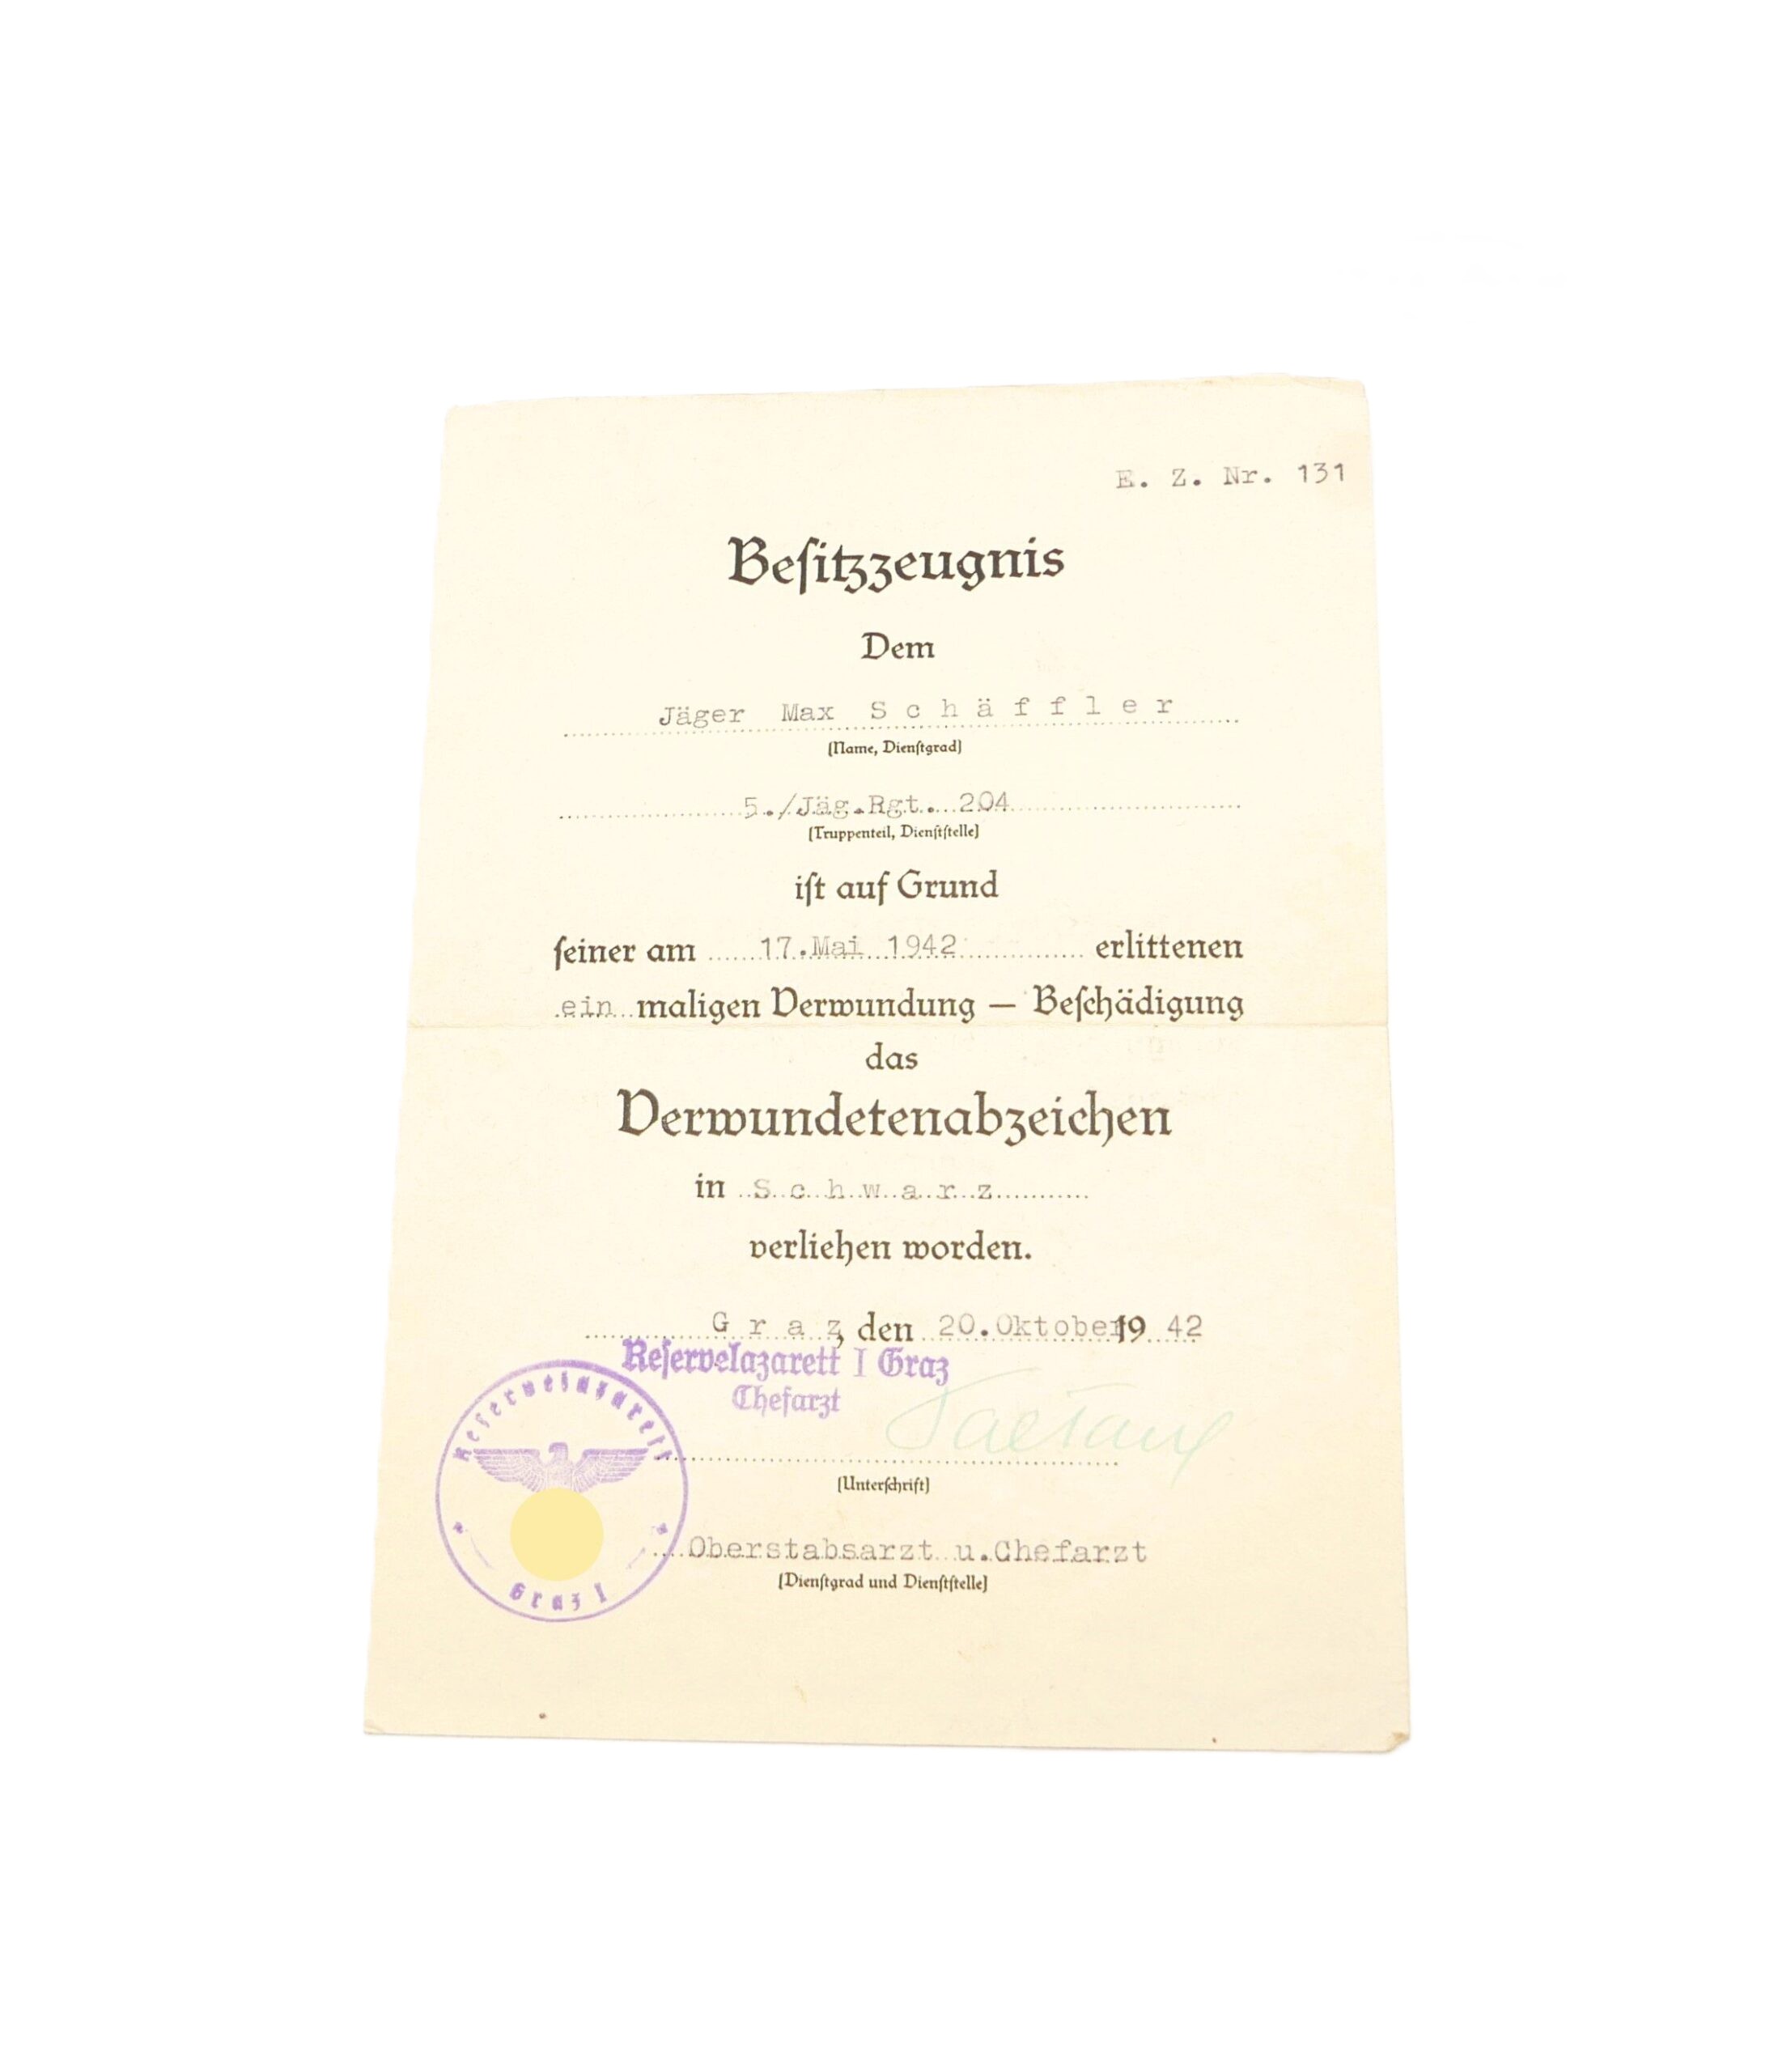 E. Z. Nr. 131
Besitzzeugnis
Dem
Jäger Max Schäffler
(Name, Dienstgrad)
5./Jäg.Rgt. 204
(Truppenteil, Dienststelle)
ist auf Grund
seiner am 17.Mai 1942 erlittenen
ein maligen Verwundung – Beschädigung
das
Verwundetenabzeichen
in Schwarz
verliehen worden.
Graz, den 20.Oktober 1942
Reservelazarett I Graz
Chefarzt
(Unterschrift)
Oberstabsarzt u.Chefarzt
(Dienstgrad und Dienststelle)
Reservelazarett
Graz I